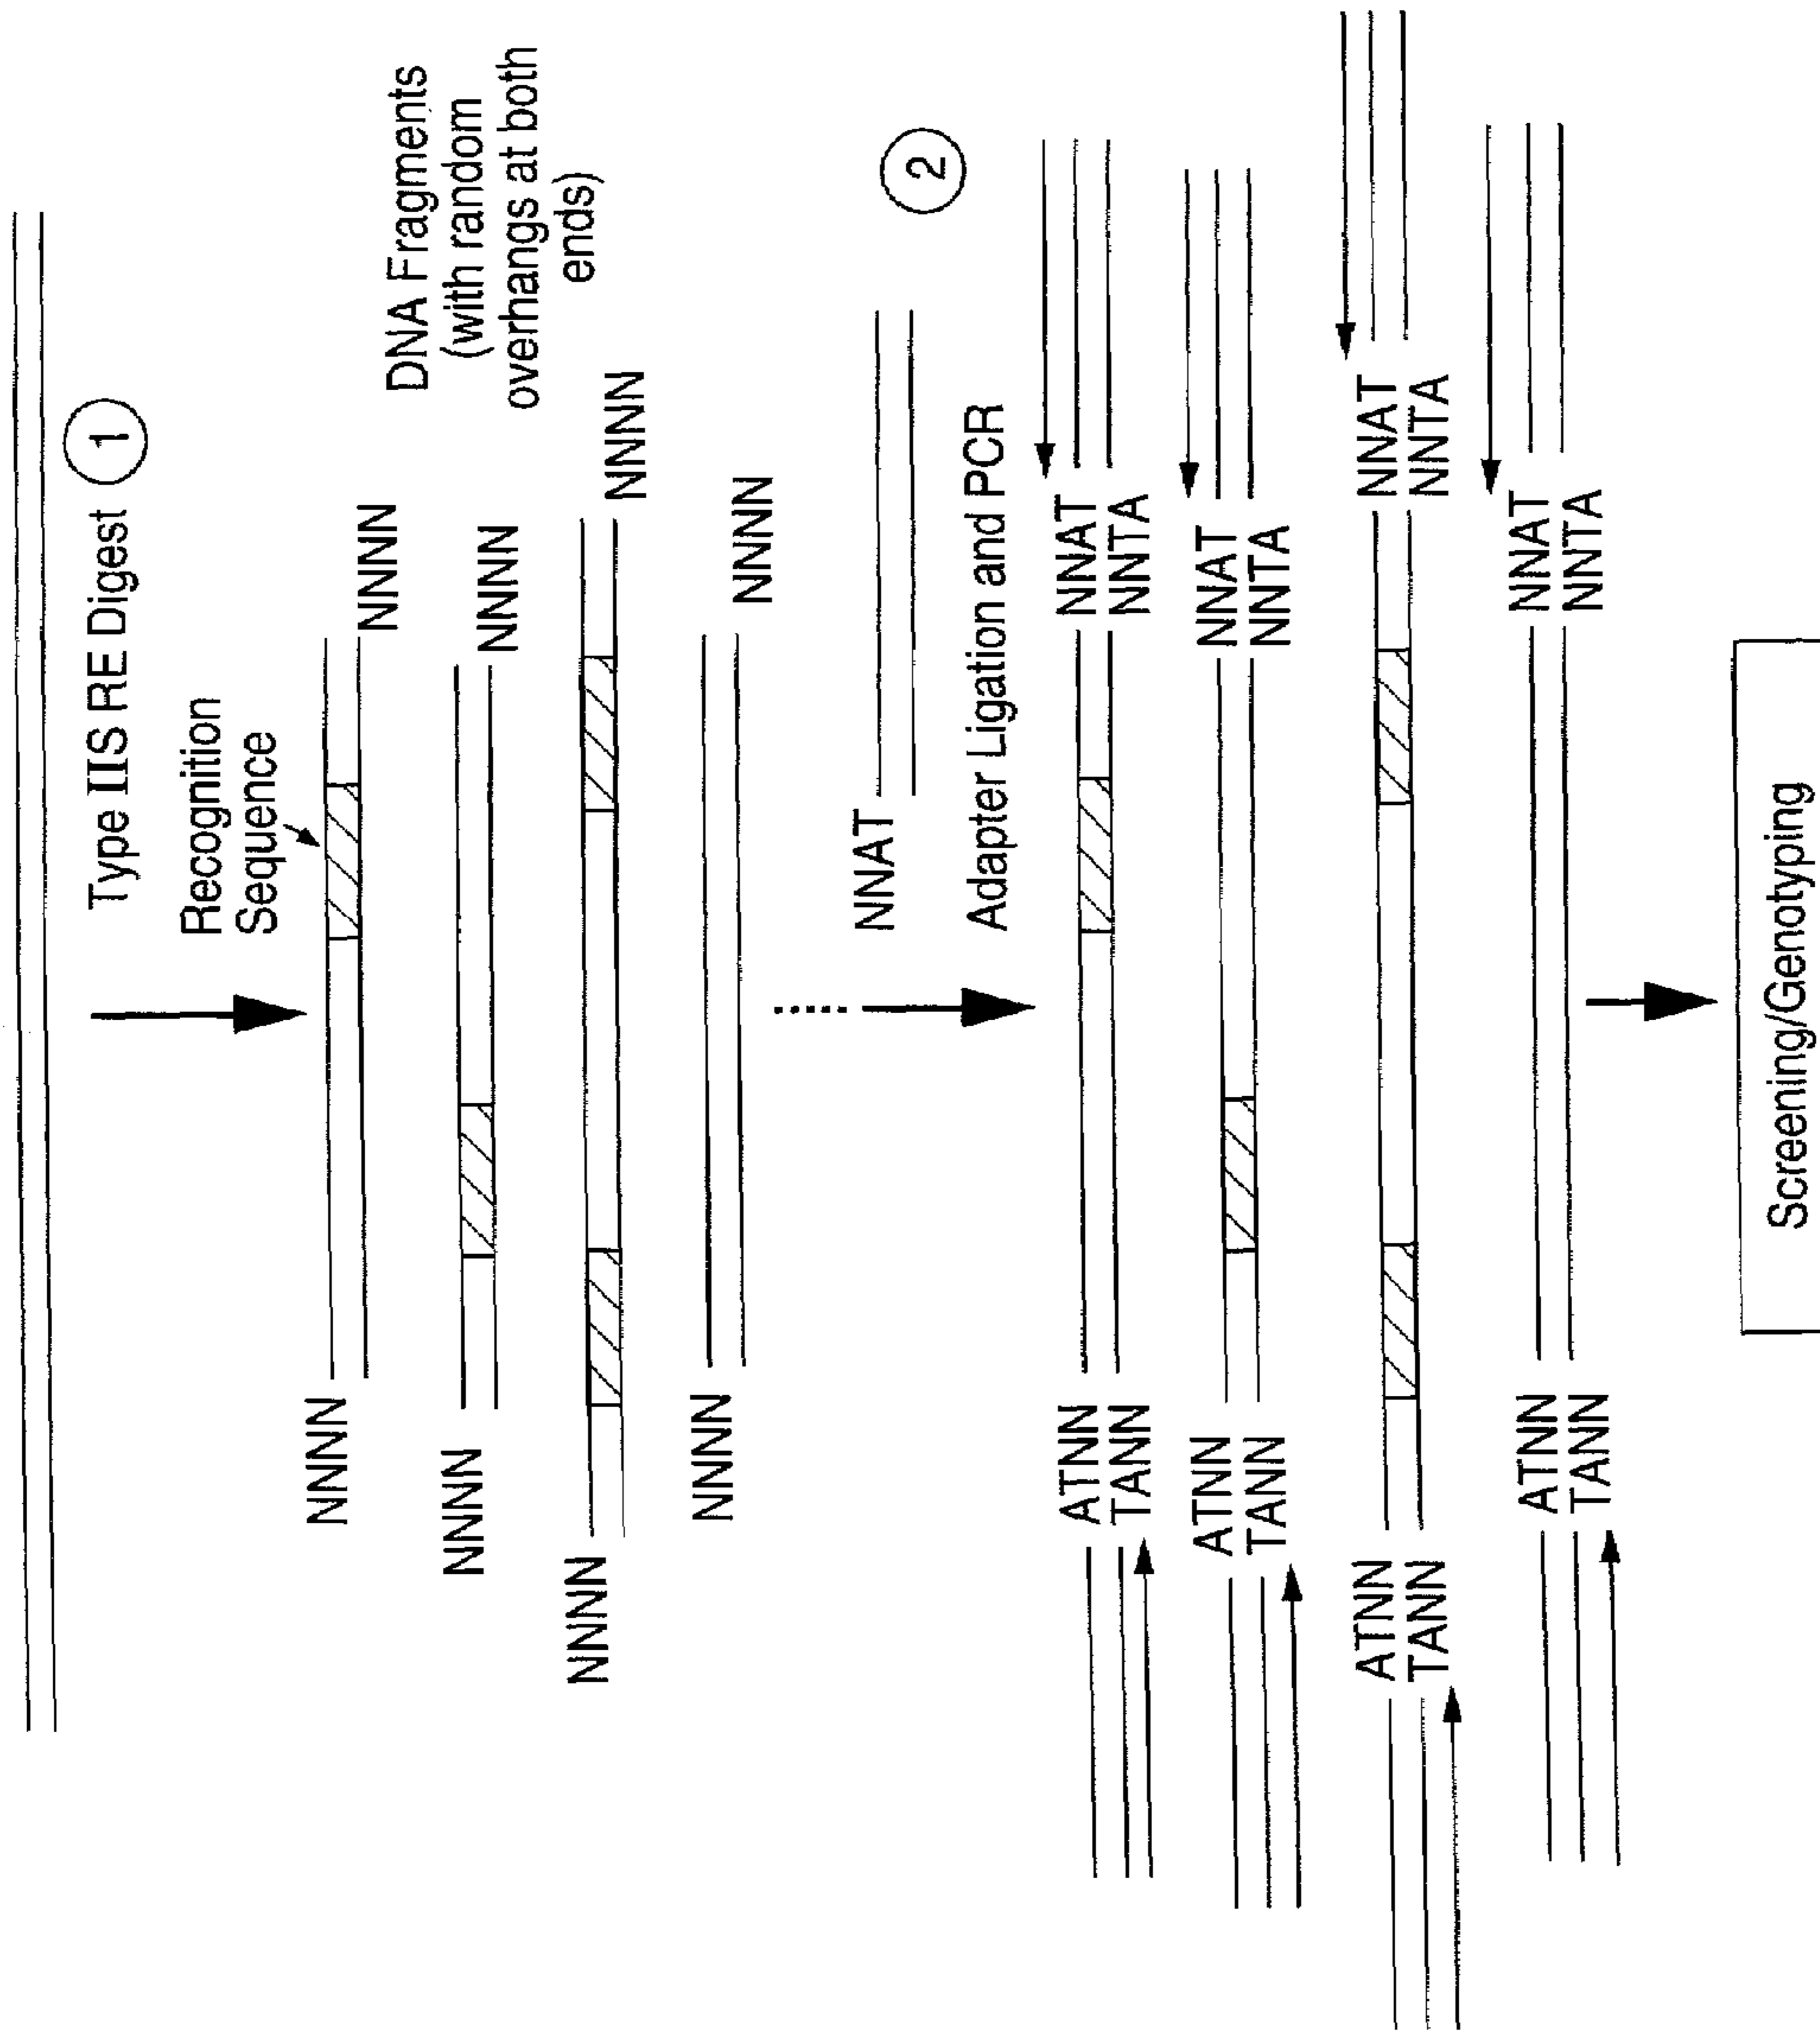 Type IIS RE Digest 1
Recognition
Sequence
DNA Fragments
(with random
overhangs at both
ends)
NNNN
NNNN
NNNN
NNNN
NNNN
NNNN
NNNN
NNNN
NNAT
2
Adapter Ligation and PCR
ATNN NNAT
TANN NNTA
ATNN NNAT
TANN NNTA
ATNN NNAT
TANN NNTA
ATNN NNAT
TANN NNTA
Screening/Genotyping